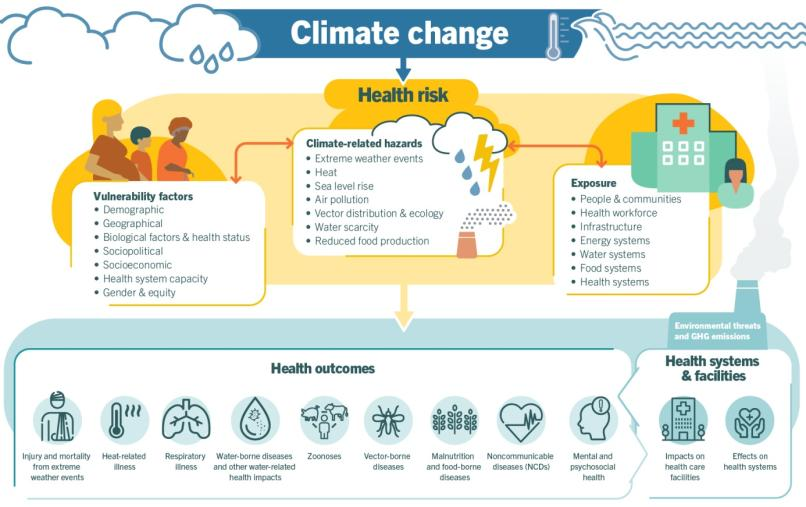 Climate change
Health risk
Climate-related hazards
• Extreme weather events
• Heat
• Sea level rise
• Air pollution
• Vector distribution & ecology
• Water scarcity
• Reduced food production
Vulnerability factors
• Demographic
• Geographical
• Biological factors & health status
• Sociopolitical
• Socioeconomic
• Health system capacity
• Gender & equity
Exposure
• People & communities
• Health workforce
• Infrastructure
• Energy systems
• Water systems
• Food systems
• Health systems
Environmental threats
and GHG emissions
Health outcomes
Injury and mortality
from extreme
weather events
Heat-related
illness
Respiratory
illness
Water-borne diseases
and other water-related
health impacts
Zoonoses
Vector-borne
diseases
Malnutrition
and food-borne
diseases
Noncommunicable
diseases (NCDs)
Mental and
psychosocial
health
Health systems
& facilities
Impacts on
health care
facilities
Effects on
health systems